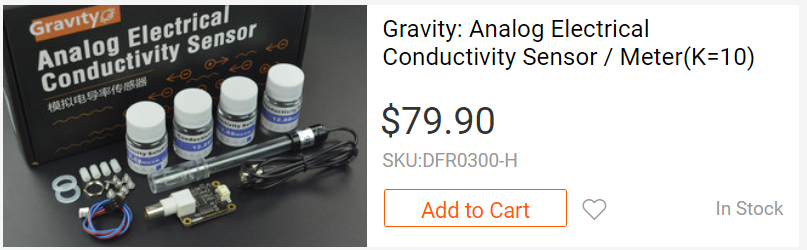 Gravity
Analog Electrical
Conductivity Sensor
模拟电导率传感器
Gravity: Analog Electrical
Conductivity Sensor / Meter(K=10)
$79.90
SKU:DFR0300-H
Add to Cart
In Stock